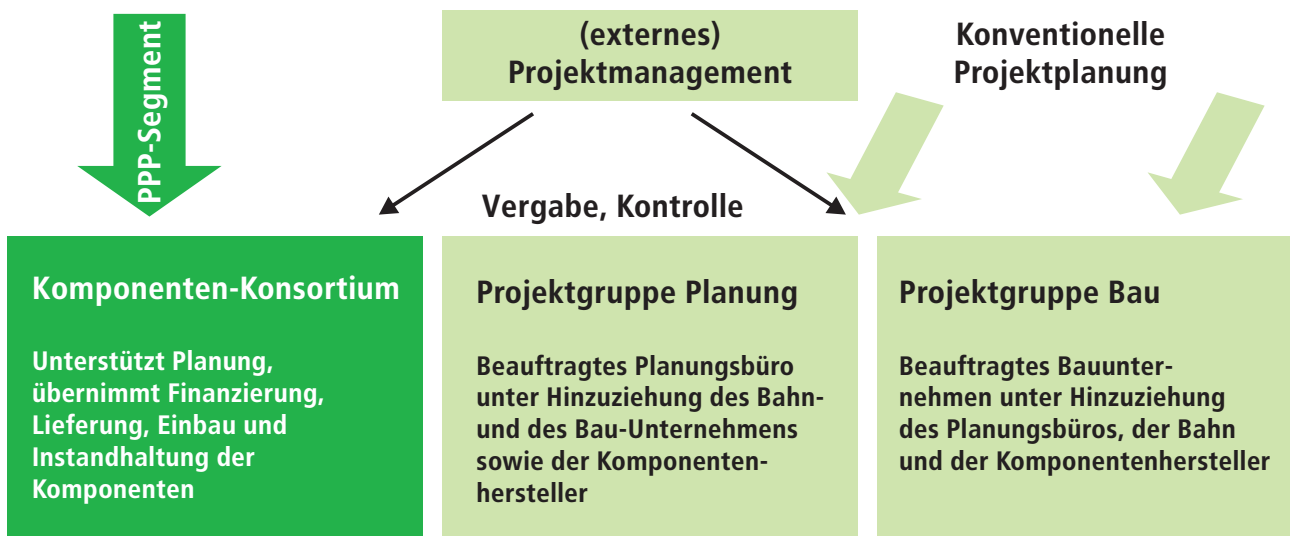 PPP-Segment
(externes)
Projektmanagement
Konventionelle
Projektplanung
Vergabe, Kontrolle
Komponenten-Konsortium
Unterstützt Planung,
übernimmt Finanzierung,
Lieferung, Einbau und
Instandhaltung der
Komponenten
Projektgruppe Planung
Beauftragtes Planungsbüro
unter Hinzuziehung des Bahn-
und des Bau-Unternehmens
sowie der Komponenten-
hersteller
Projektgruppe Bau
Beauftragtes Bauunter-
nehmen unter Hinzuziehung
des Planungsbüros, der Bahn
und der Komponentenhersteller